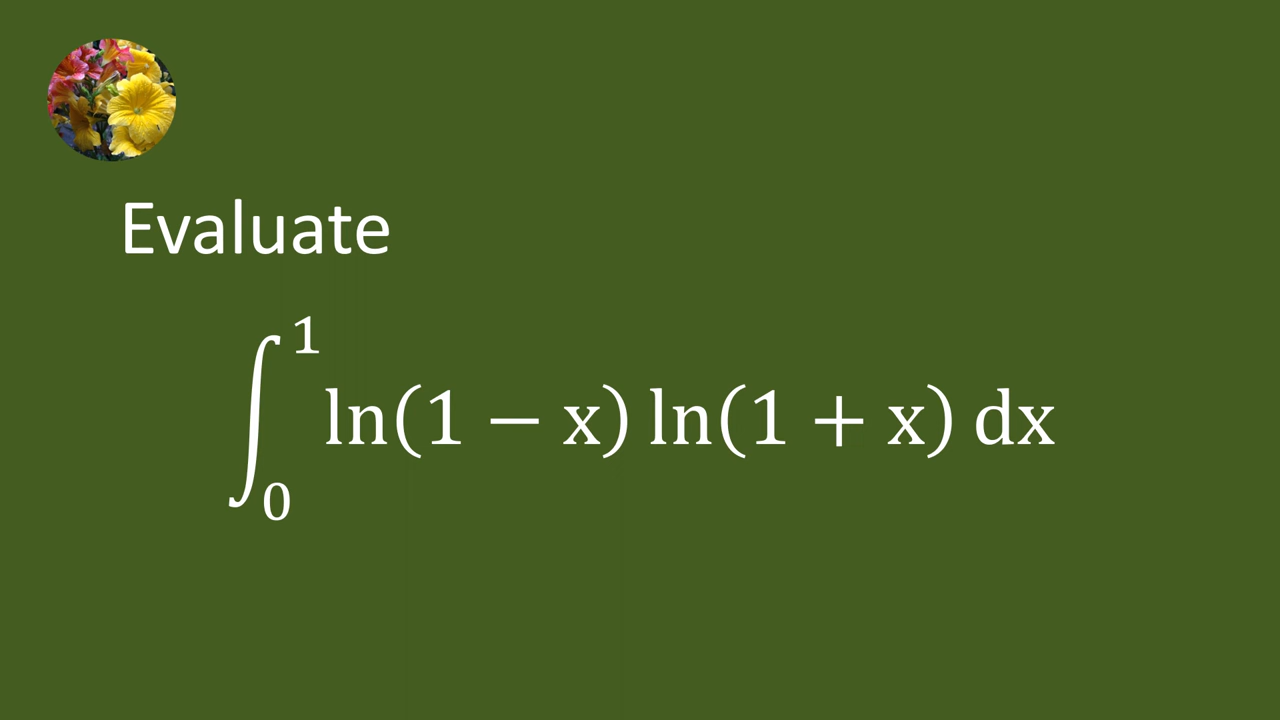 Evaluate
∫₀¹ ln(1 − x) ln(1 + x) dx